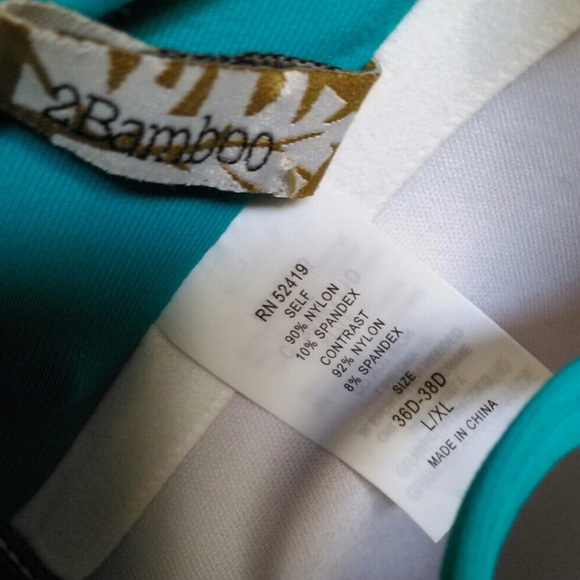 2Bamboo
RN 52419
SELF
90% NYLON
10% SPANDEX
CONTRAST
92% NYLON
8% SPANDEX
SIZE
36D-38D
L/XL
MADE IN CHINA